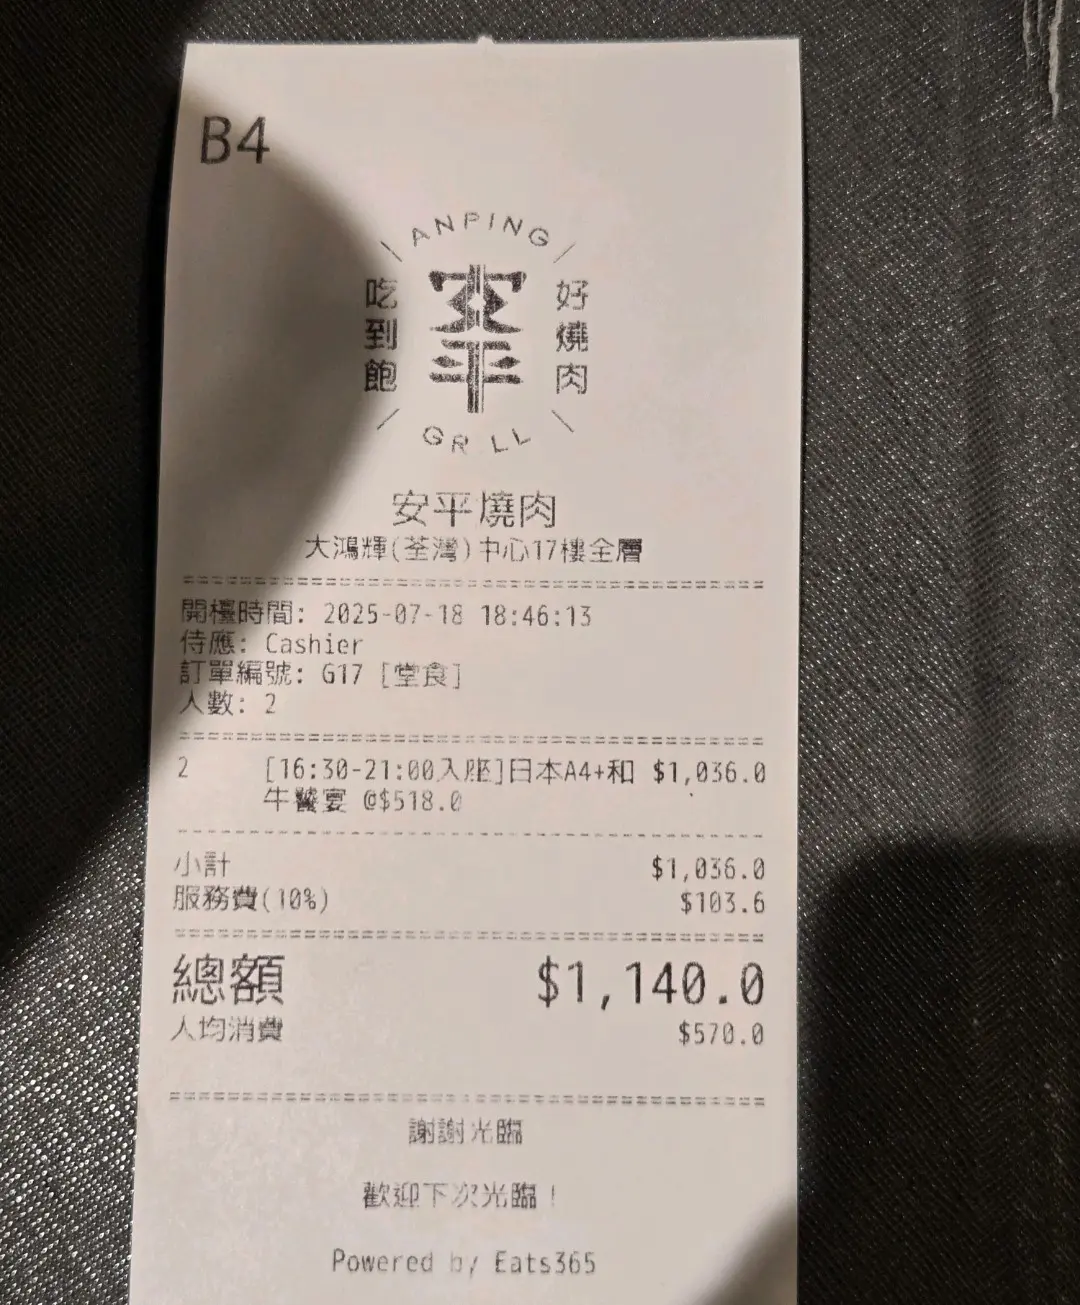 B4
ANPING
吃到飽
安平
好燒肉
GRILL
安平燒肉
大鴻輝(荃灣)中心17樓全層
開檯時間: 2025-07-18 18:46:13
侍應: Cashier
訂單編號: G17 [堂食]
人數: 2
2 [16:30-21:00入座]日本A4+和 $1,036.0
牛饗宴 @$518.0
小計 $1,036.0
服務費(10%) $103.6
總額 $1,140.0
人均消費 $570.0
謝謝光臨
歡迎下次光臨！
Powered by Eats365